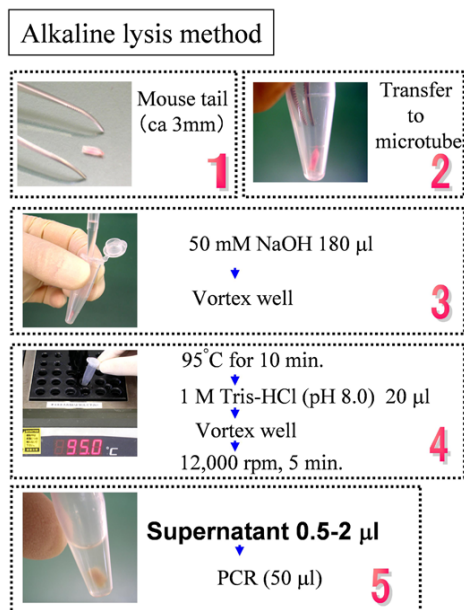 Alkaline lysis method
Mouse tail
(ca 3mm)
1
Transfer
to
microtube
2
50 mM NaOH 180 μl
Vortex well
3
95°C for 10 min.
1 M Tris-HCl (pH 8.0) 20 μl
Vortex well
12,000 rpm, 5 min.
95.0 °C
4
Supernatant 0.5-2 μl
PCR (50 μl)
5